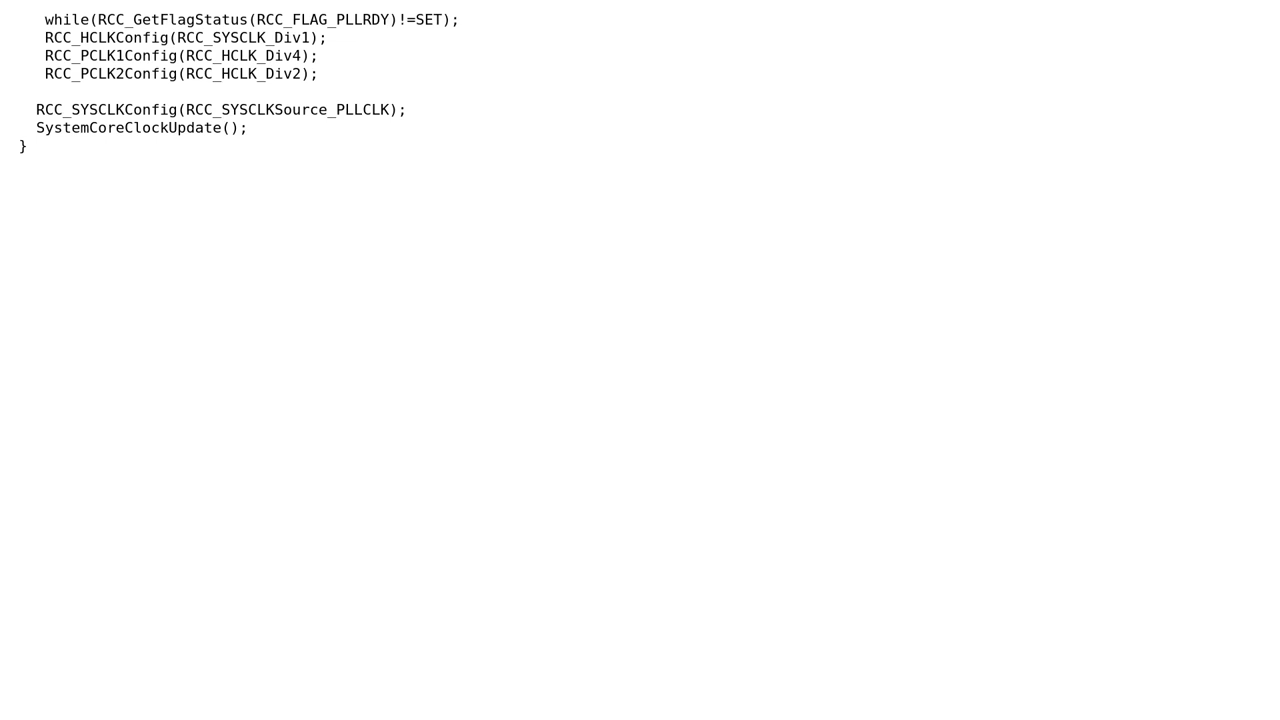 while(RCC_GetFlagStatus(RCC_FLAG_PLLRDY)!=SET);
RCC_HCLKConfig(RCC_SYSCLK_Div1);
RCC_PCLK1Config(RCC_HCLK_Div4);
RCC_PCLK2Config(RCC_HCLK_Div2);
RCC_SYSCLKConfig(RCC_SYSCLKSource_PLLCLK);
SystemCoreClockUpdate();
}